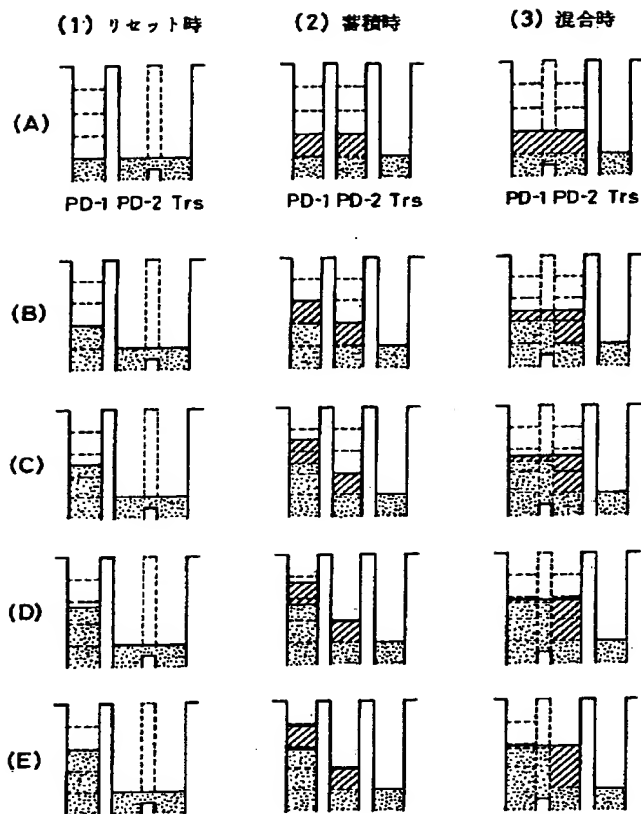 (1) リセット時 (2) 蓄積時 (3) 混合時
(A)
PD-1 PD-2 Trs PD-1 PD-2 Trs PD-1 PD-2 Trs
(B)
(C)
(D)
(E)